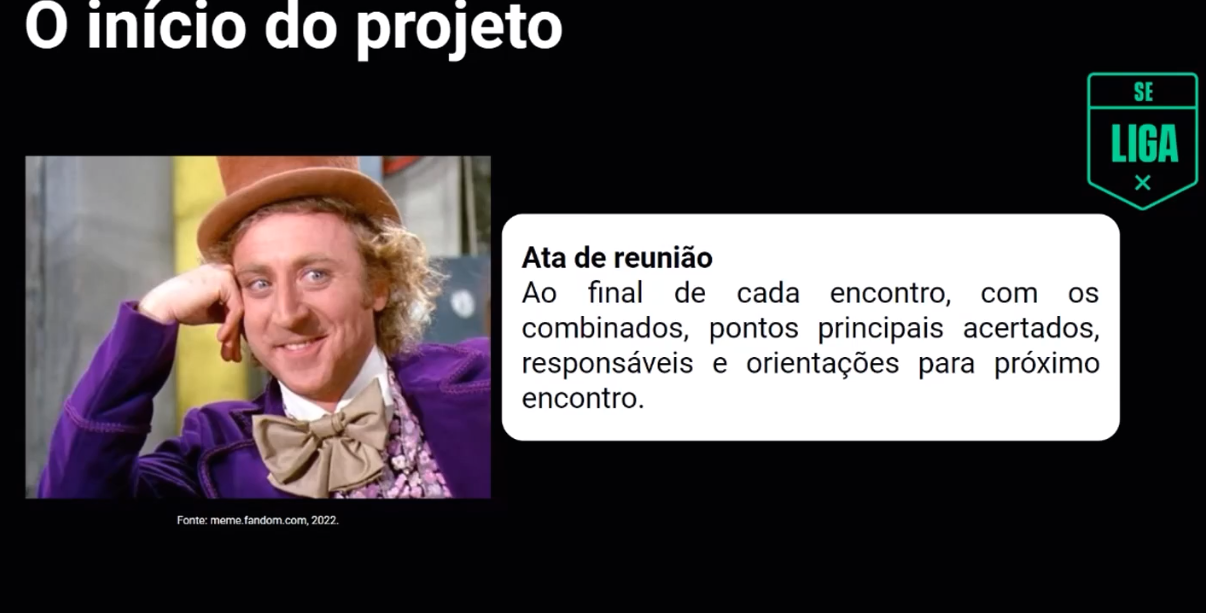 O início do projeto
SE
LIGA
×
Ata de reunião
Ao final de cada encontro, com os
combinados, pontos principais acertados,
responsáveis e orientações para próximo
encontro.
Fonte: meme.fandom.com, 2022.